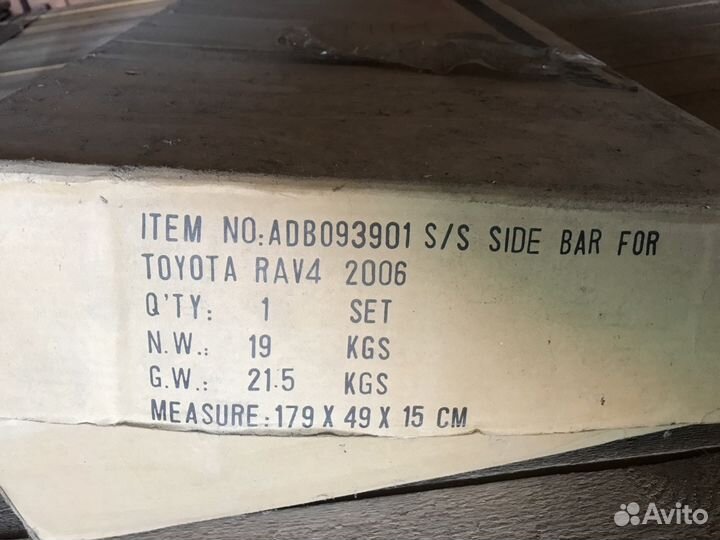 ITEM NO:ADB093901 S/S SIDE BAR FOR
TOYOTA RAV4 2006
Q'TY: 1 SET
N.W.: 19 KGS
G.W.: 21.5 KGS
MEASURE:179 X 49 X 15 CM
Avito